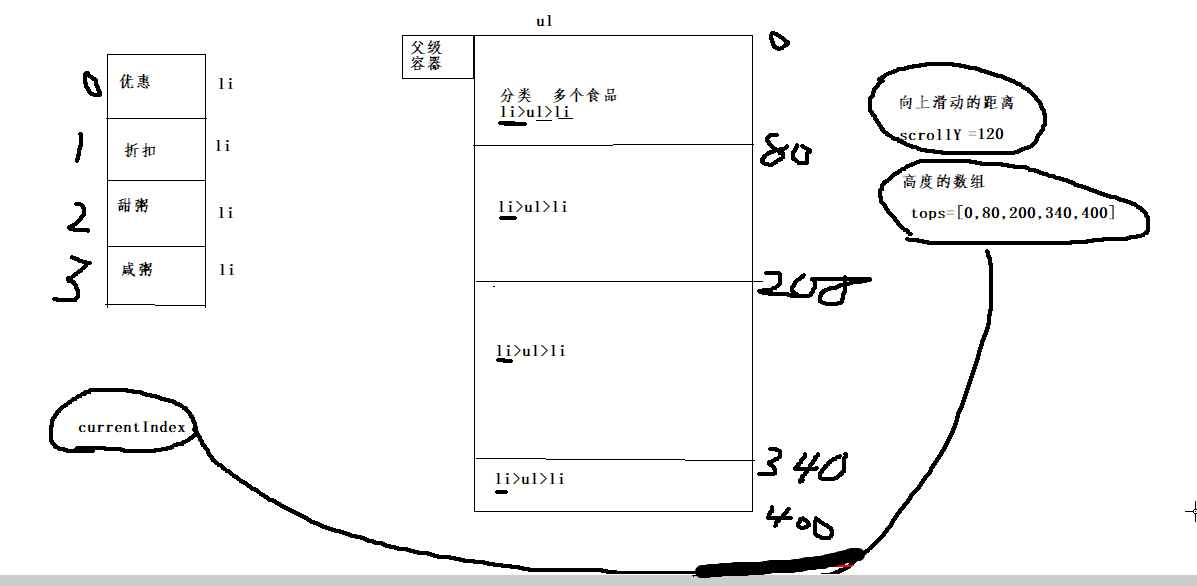 ul
父级
容器
0
0
优惠
li
分类 多个食品
li>ul>li
向上滑动的距离
scrollY =120
1
折扣
li
80
高度的数组
tops=[0,80,200,340,400]
2
甜粥
li
li>ul>li
3
咸粥
li
200
li>ul>li
currentIndex
340
li>ul>li
400